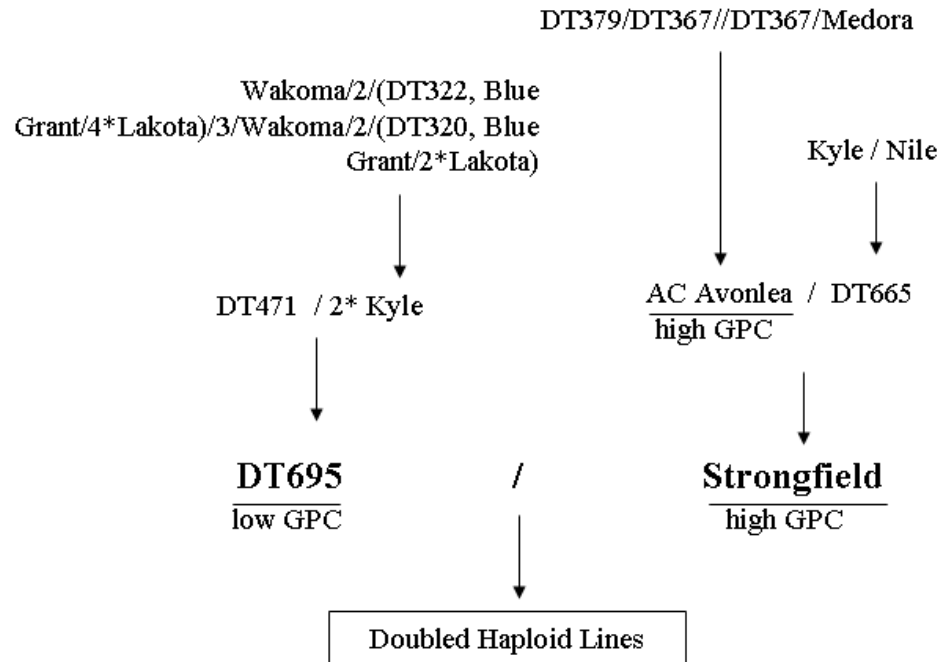 DT379/DT367//DT367/Medora
Wakoma/2/(DT322, Blue
Grant/4*Lakota)/3/Wakoma/2/(DT320, Blue
Grant/2*Lakota)
Kyle / Nile
DT471 / 2* Kyle
AC Avonlea / DT665
high GPC
DT695 / Strongfield
low GPC
high GPC
Doubled Haploid Lines